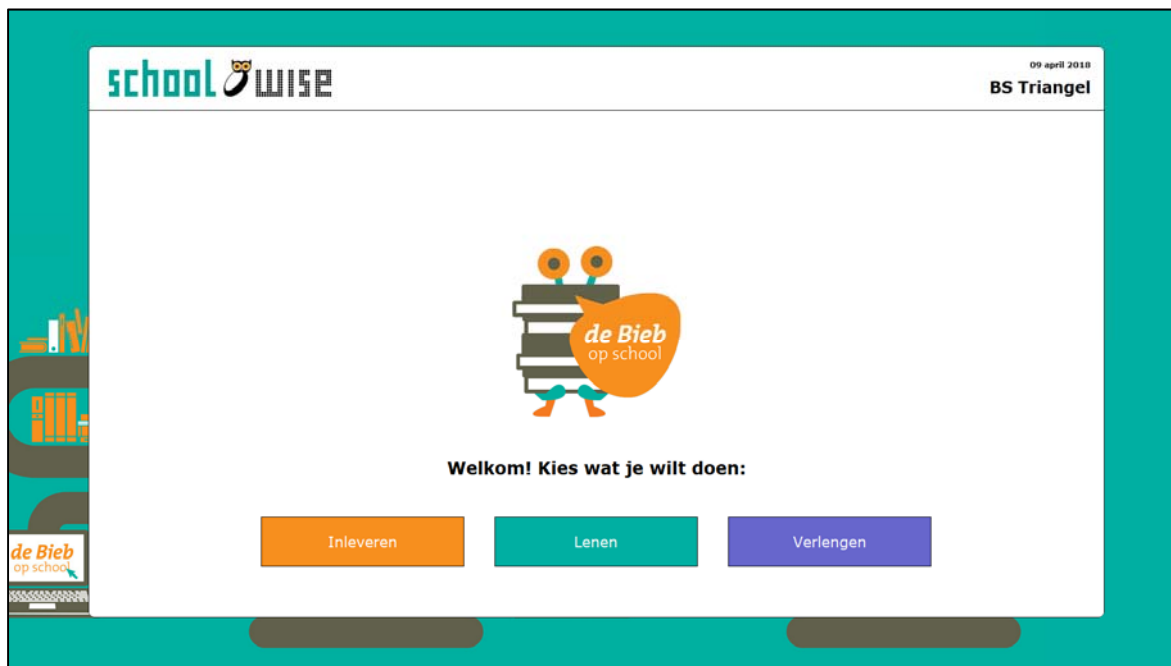 school wise
09 april 2018
BS Triangel
de Bieb
op school
Welkom! Kies wat je wilt doen:
Inleveren
Lenen
Verlengen
de Bieb
op school